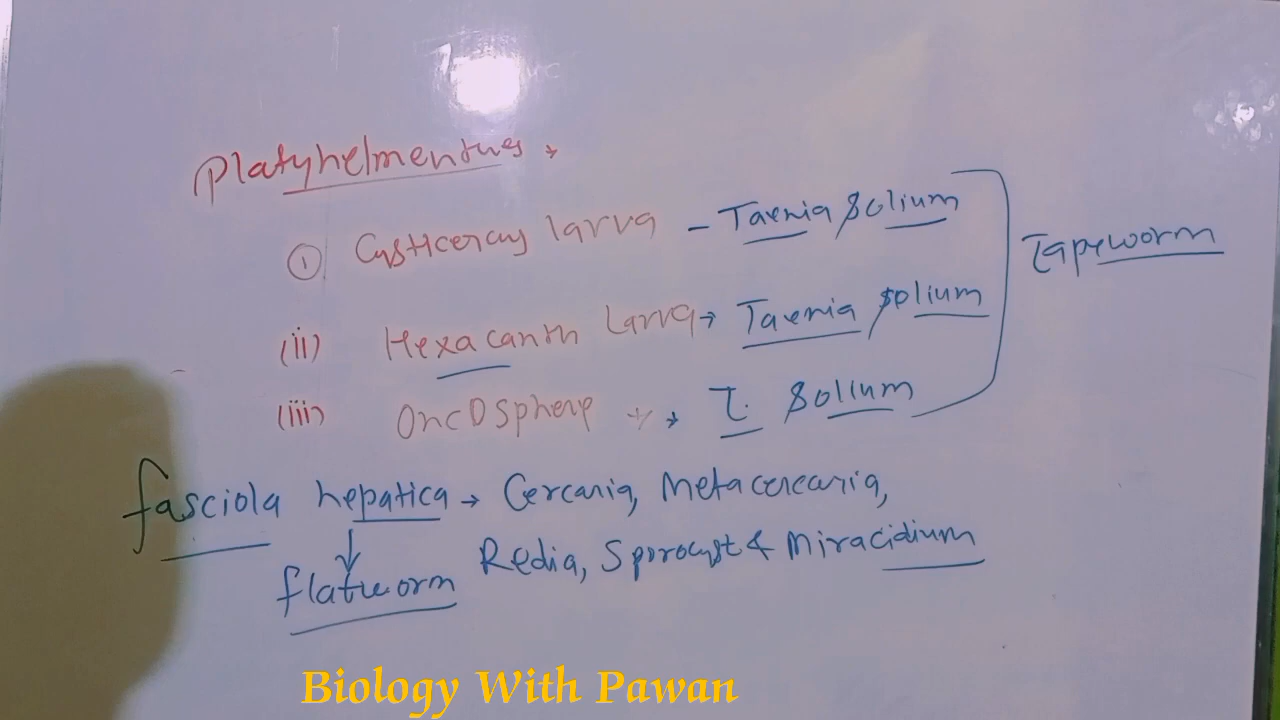 Platyhelmenthes →
① Cysticercus larva - Taenia solium
(ii) Hexacanth Larva → Taenia solium
Tapeworm
(iii) Oncosphere → T. solium
fasciola hepatica → Cercaria, Metacercaria,
Redia, Sporocyst & Miracidium
flatworm
Biology With Pawan